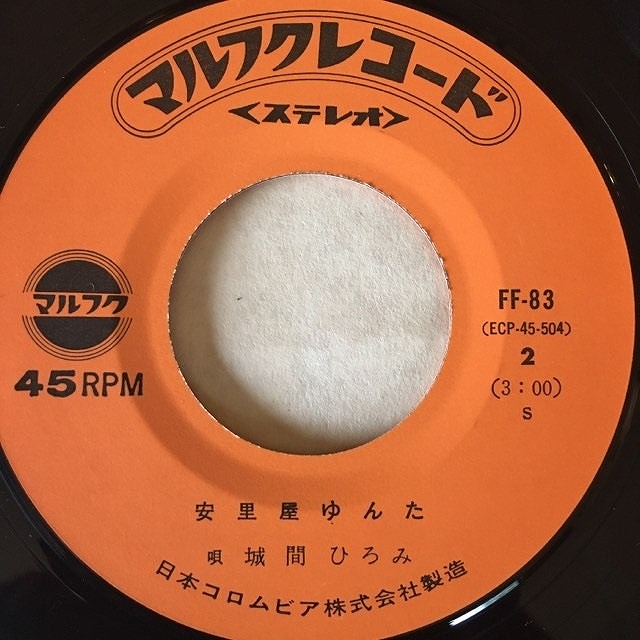 マルフクレコード
<ステレオ>
マルフク
45RPM
FF-83
(ECP-45-504)
2
(3:00)
S
安里屋ゆんた
唄 城間ひろみ
日本コロムビア株式会社製造